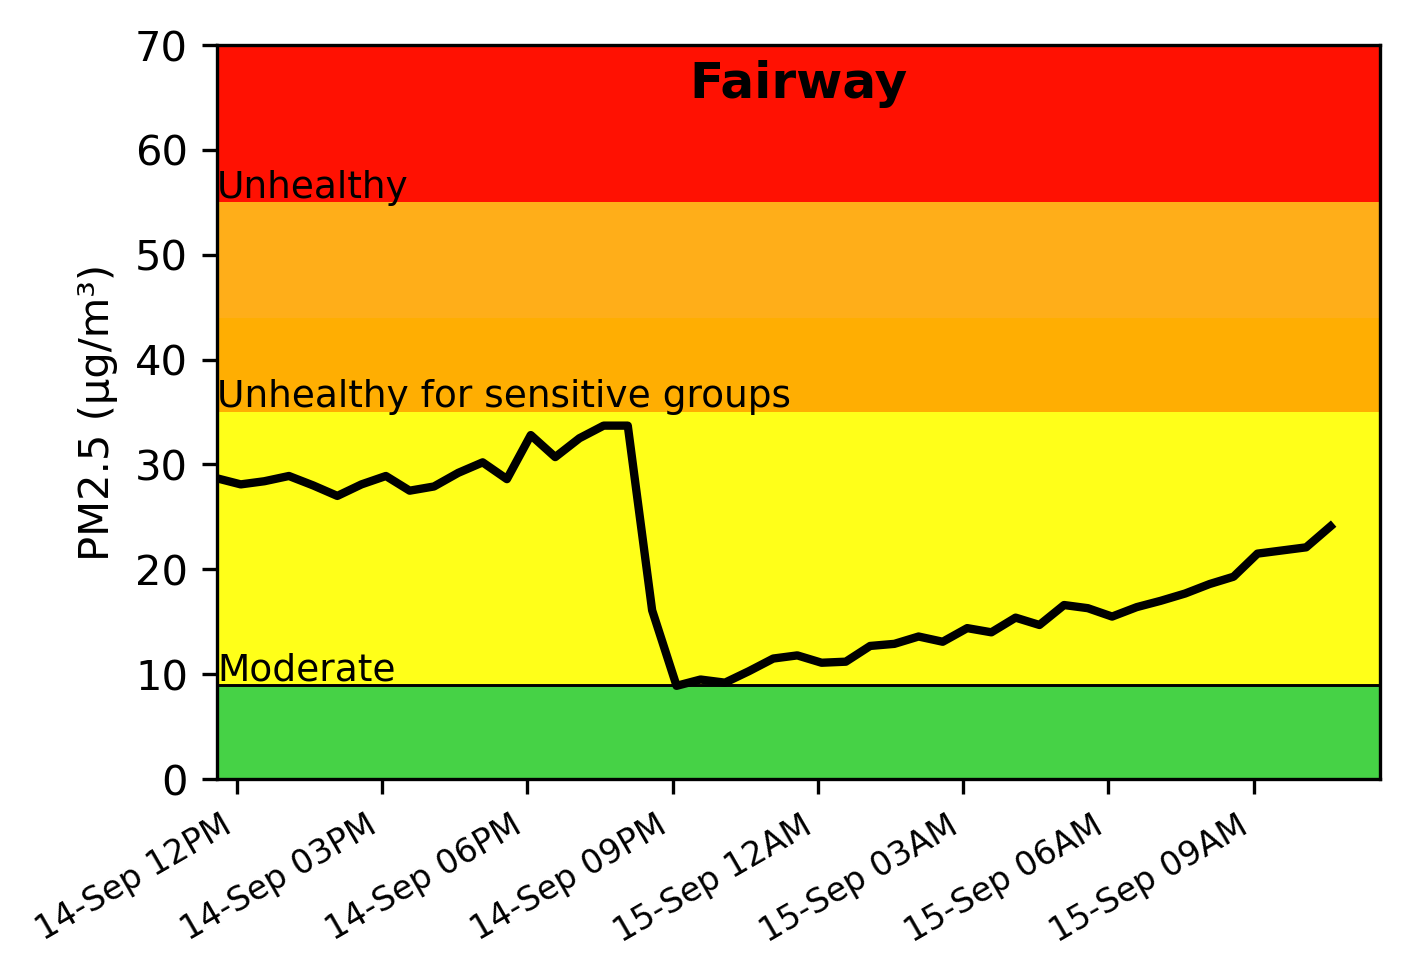 Fairway
PM2.5 (µg/m³)
70
60
50
40
30
20
10
0
Unhealthy
Unhealthy for sensitive groups
Moderate
14-Sep 12PM
14-Sep 03PM
14-Sep 06PM
14-Sep 09PM
15-Sep 12AM
15-Sep 03AM
15-Sep 06AM
15-Sep 09AM